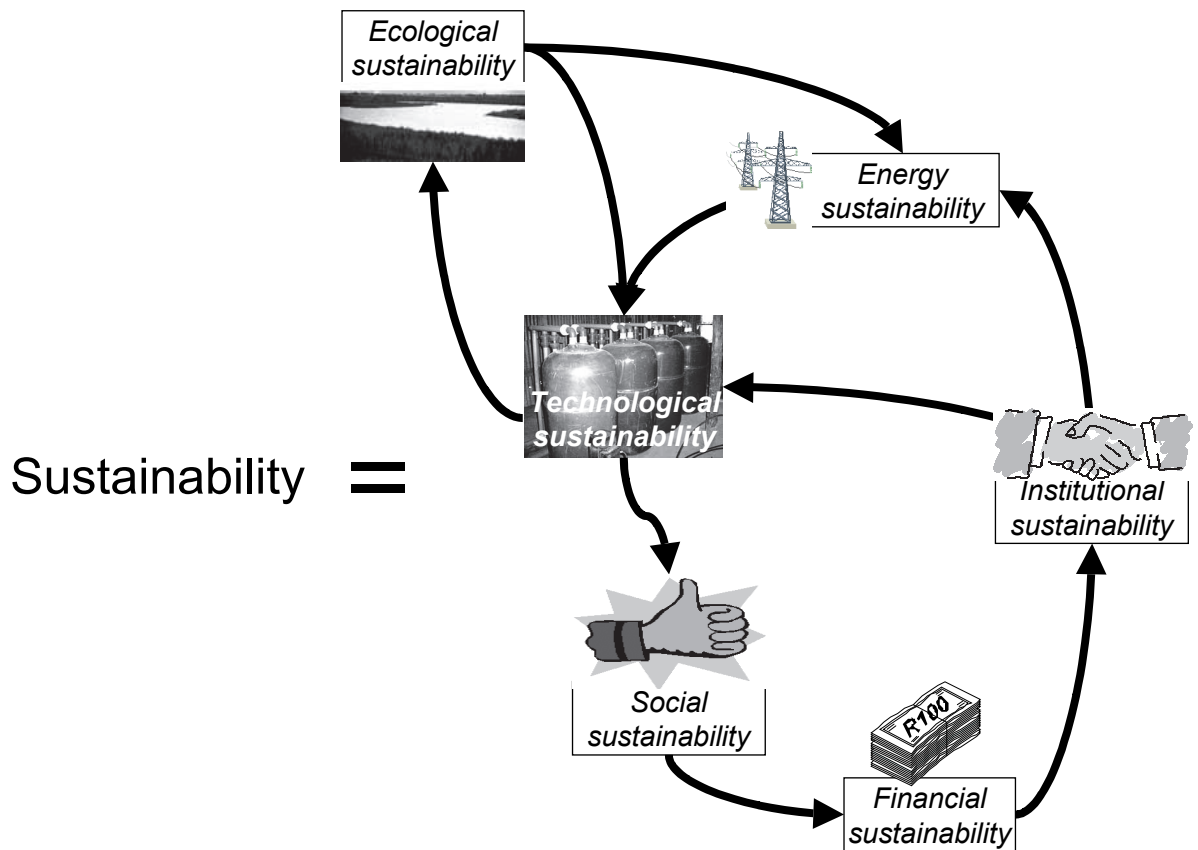 Ecological
sustainability
Energy
sustainability
Technological
sustainability
Sustainability =
Institutional
sustainability
Social
sustainability
R100
Financial
sustainability